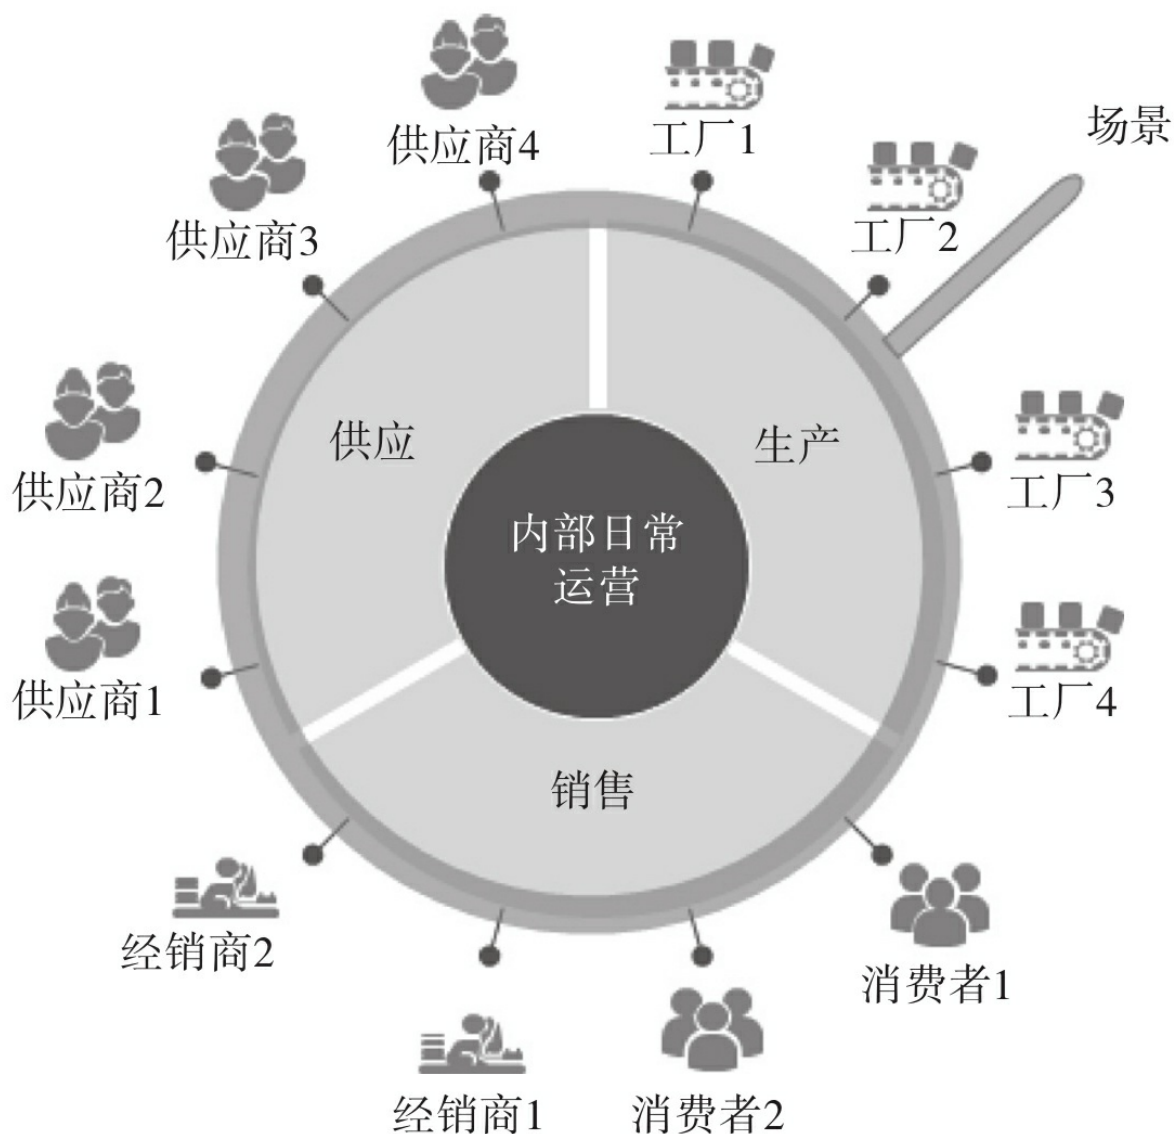 供应商4
工厂1
场景
供应商3
工厂2
供应
生产
供应商2
工厂3
内部日常
运营
供应商1
工厂4
销售
经销商2
消费者1
经销商1
消费者2